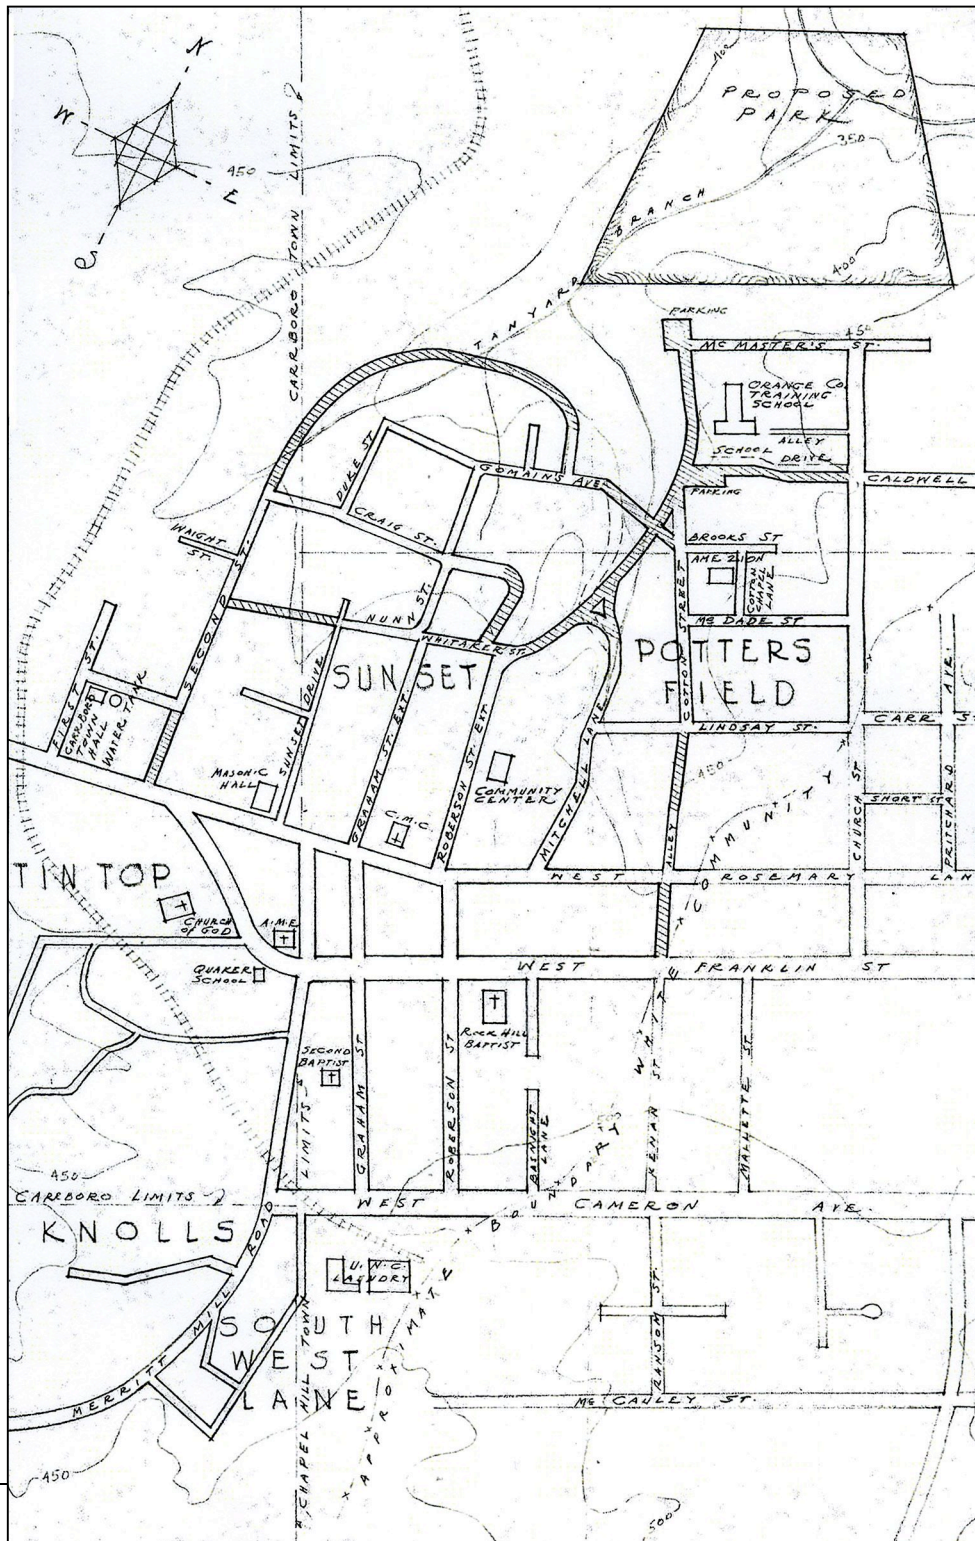 N
W
E
S
450
CARRBORO TOWN LIMITS
400
PROPOSED
PARK
350
TANYARD BRANCH
400
PARKING
450
McMASTER'S ST.
ORANGE CO.
TRAINING
SCHOOL
ALLEY
SCHOOL DRIVE
CALDWELL
PARKING
DUKE ST
GOMAINS AVE
CRAIG ST.
BROOKS ST
AME ZION
COTTON
CHAPEL
LANE
WRIGHT
ST.
SECOND ST.
NUNN ST.
WHITAKER ST.
COTTON STREET
McDADE ST
POTTERS
FIELD
SUNSET
FIRST ST.
CARRBORO
TOWN
HALL
WATER TANK
SUNSET DRIVE
GRAHAM ST. EXT.
ROBERSON ST. EXT
MITCHELL LANE
LINDSAY ST.
CARR ST
PRITCHARD AVE.
450
MASONIC
HALL
COMMUNITY
CENTER
C.M.C.
CHURCH ST
SHORT ST
ALLEY
WEST ROSEMARY LAN
TIN TOP
CHURCH
OF GOD
A.M.E.
QUAKER
SCHOOL
WEST FRANKLIN ST
ROCK HILL
BAPTIST
SECOND
BAPTIST
GRAHAM ST
ROBERSON ST
BASNIGHT
LANE
KENAN ST
MALLETTE ST
450
CARRBORO LIMITS
WEST CAMERON AVE.
KNOLLS
U.N.C.
LAUNDRY
SOUTH
WEST
LANE
MERRITT MILL ROAD
RANSOM ST.
McCAULEY ST.
CHAPEL HILL TOWN LIMITS
APPROXIMATE BOUNDARY WHITE COMMUNITY
450
500